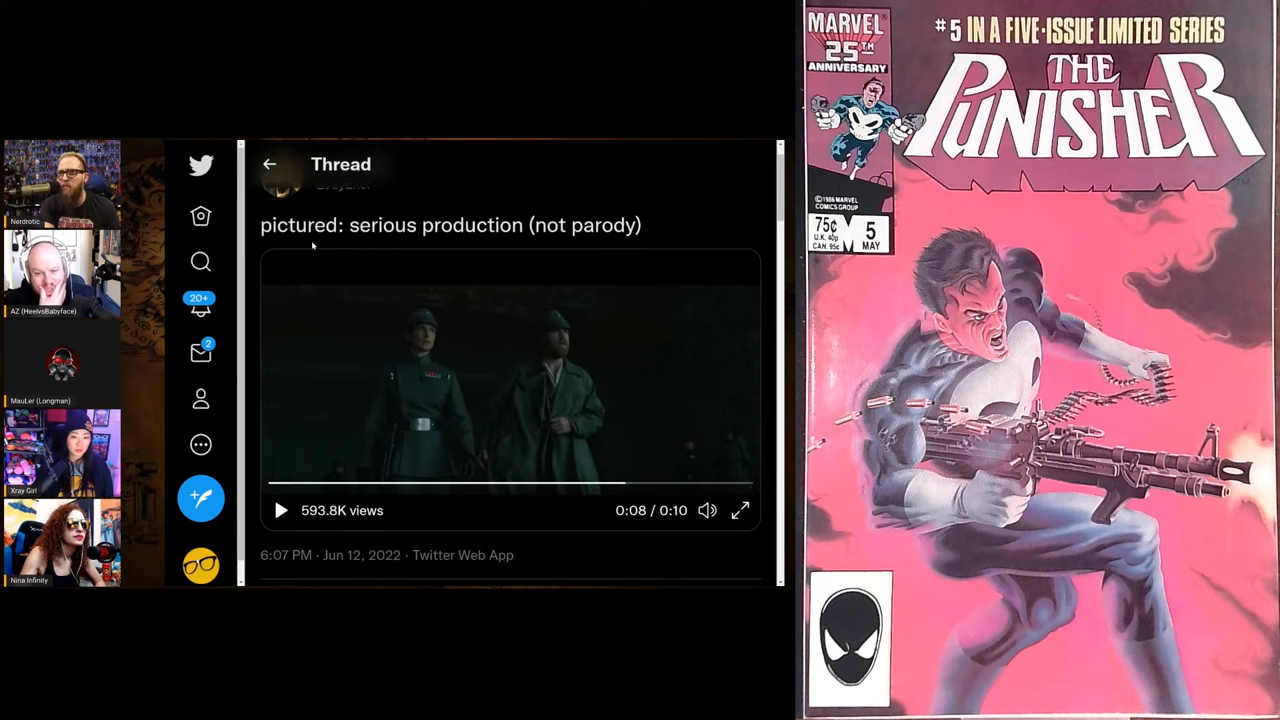 Nerdrotic
AZ (HeelvsBabyface)
MauLer (Longman)
Xray Girl
Nina Infinity
20+
2
Thread
pictured: serious production (not parody)
593.8K views
0:08 / 0:10
6:07 PM · Jun 12, 2022 · Twitter Web App
MARVEL
25TH
ANNIVERSARY
©1986 MARVEL
COMICS GROUP
75¢
U.K. 40p
CAN. 95¢
5
MAY
#5 IN A FIVE-ISSUE LIMITED SERIES
THE
PUNISHER